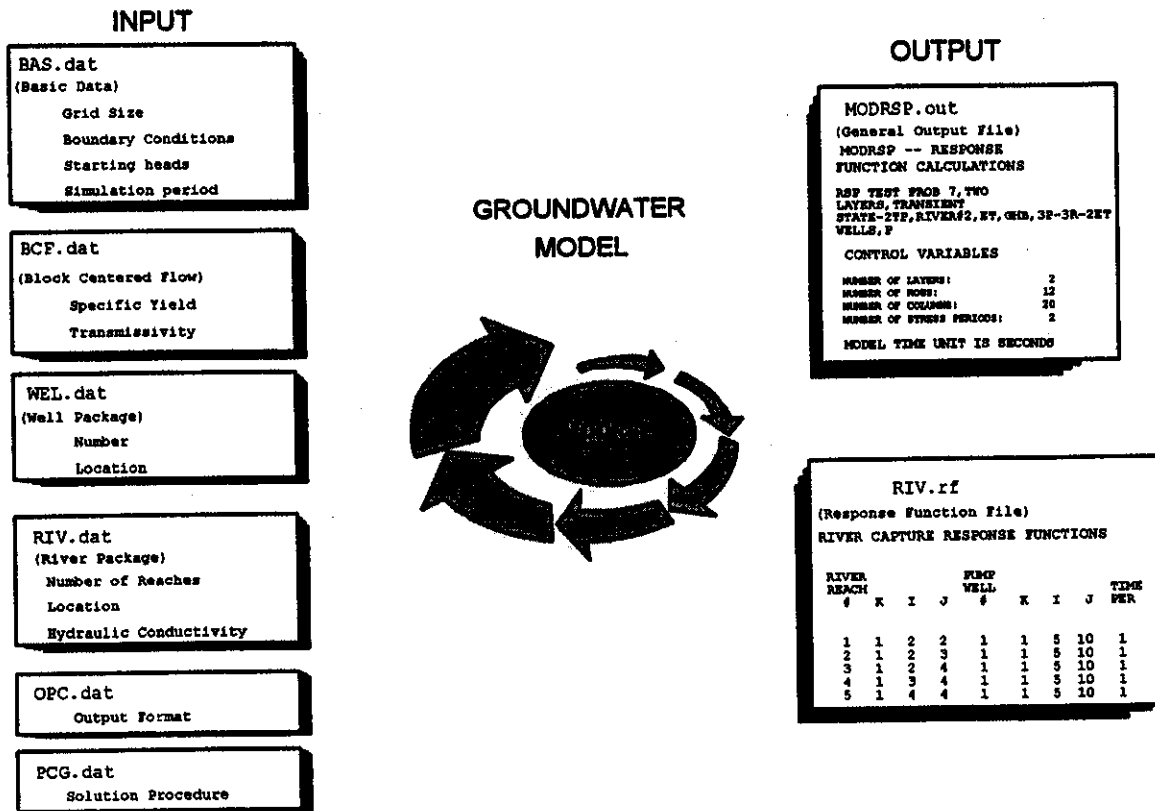 INPUT
BAS.dat
(Basic Data)
Grid Size
Boundary Conditions
Starting heads
Simulation period
BCF.dat
(Block Centered Flow)
Specific Yield
Transmissivity
WEL.dat
(Well Package)
Number
Location
RIV.dat
(River Package)
Number of Reaches
Location
Hydraulic Conductivity
OPC.dat
Output Format
PCG.dat
Solution Procedure
GROUNDWATER
MODEL
OUTPUT
MODRSP.out
(General Output File)
MODRSP -- RESPONSE
FUNCTION CALCULATIONS
RSP TEST PROB 7,TWO
LAYERS,TRANSIENT
STATE-2TP,RIVER#2,ET,GHB,3P-3R-2ET
WELLS,P
CONTROL VARIABLES
NUMBER OF LAYERS: 2
NUMBER OF ROWS: 12
NUMBER OF COLUMNS: 20
NUMBER OF STRESS PERIODS: 2
MODEL TIME UNIT IS SECONDS
RIV.rf
(Response Function File)
RIVER CAPTURE RESPONSE FUNCTIONS
RIVER PUMP
REACH WELL TIME
# K I J # K I J PER
1 1 2 2 1 1 5 10 1
2 1 2 3 1 1 5 10 1
3 1 2 4 1 1 5 10 1
4 1 3 4 1 1 5 10 1
5 1 4 4 1 1 5 10 1